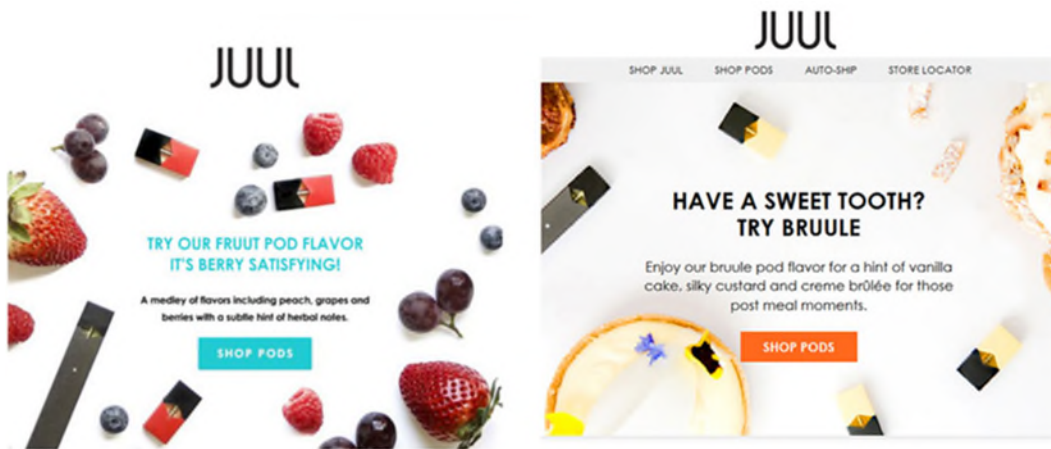 JUUL
TRY OUR FRUUT POD FLAVOR
IT'S BERRY SATISFYING!
A medley of flavors including peach, grapes and
berries with a subtle hint of herbal notes.
SHOP PODS
JUUL
SHOP JUUL SHOP PODS AUTO-SHIP STORE LOCATOR
HAVE A SWEET TOOTH?
TRY BRUULE
Enjoy our bruule pod flavor for a hint of vanilla
cake, silky custard and creme brûlée for those
post meal moments.
SHOP PODS